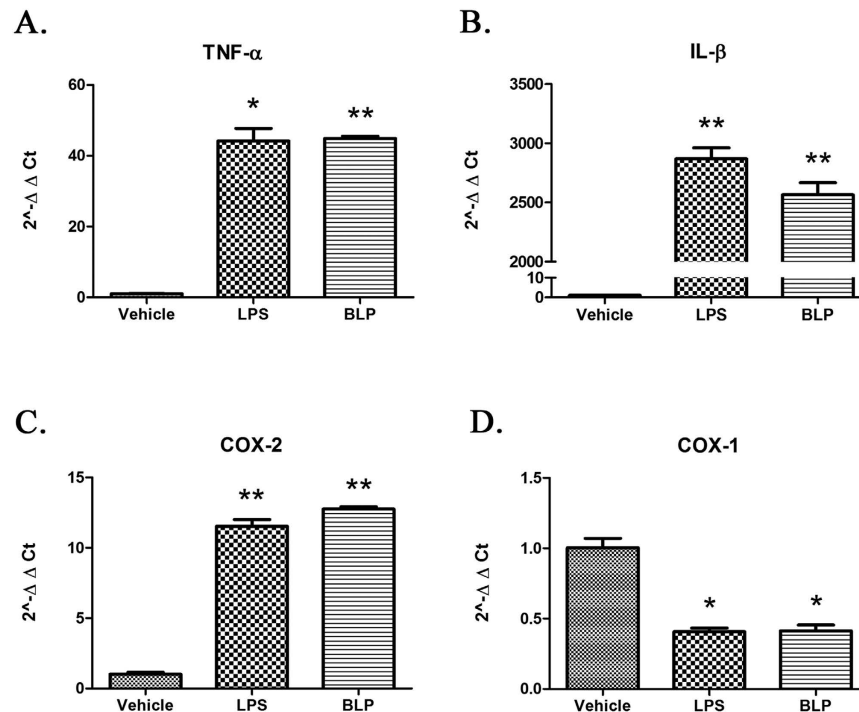 A.
TNF-α
2^-Δ Δ Ct
60
40
20
0
*
**
Vehicle LPS BLP
B.
IL-β
2^-Δ Δ Ct
3500
3000
2500
2000
10
0
**
**
Vehicle LPS BLP
C.
COX-2
2^-Δ Δ Ct
15
10
5
0
**
**
Vehicle LPS BLP
D.
COX-1
2^-Δ Δ Ct
1.5
1.0
0.5
0.0
*
*
Vehicle LPS BLP